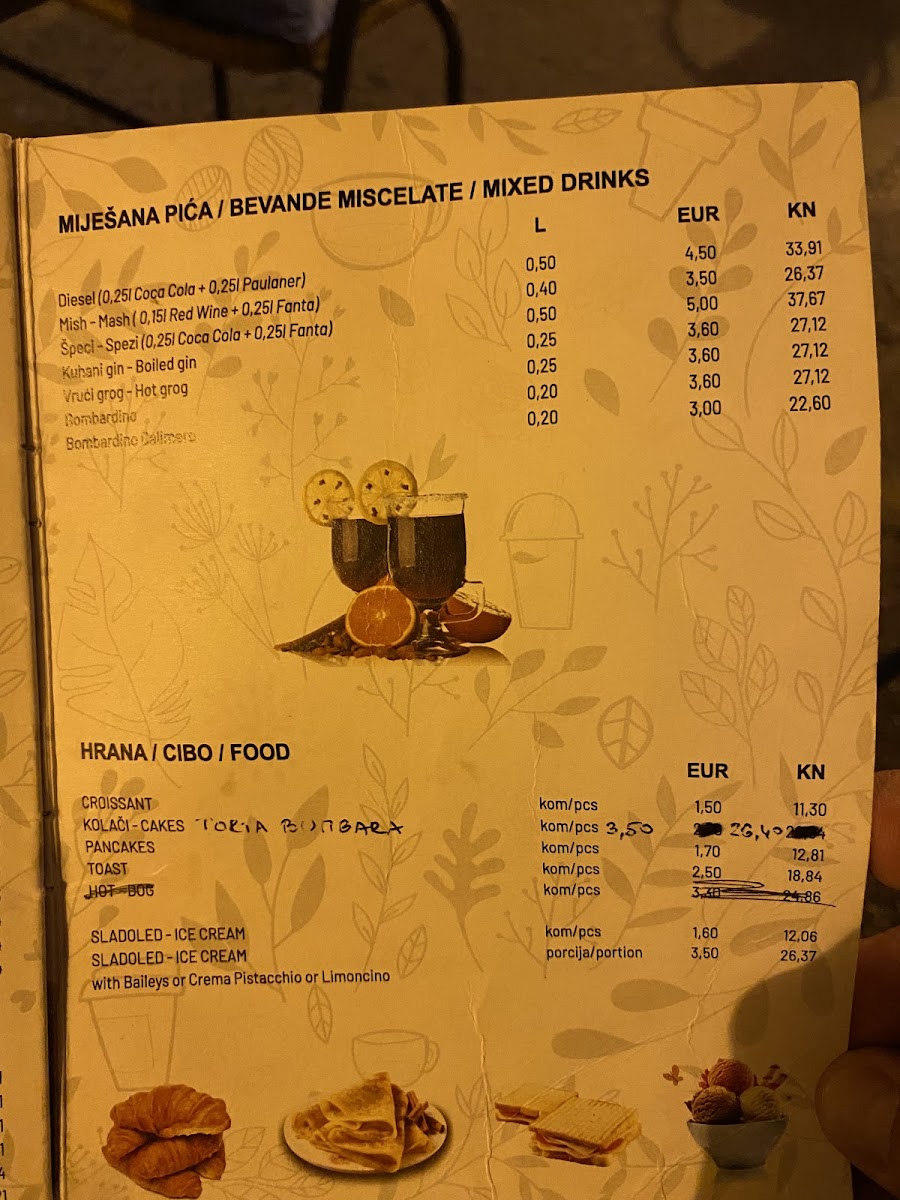 MIJEŠANA PIĆA / BEVANDE MISCELATE / MIXED DRINKS
L EUR KN
Diesel (0,25l Coca Cola + 0,25l Paulaner) 0,50 4,50 33,91
Mish - Mash ( 0,15l Red Wine + 0,25l Fanta) 0,40 3,50 26,37
Špeci - Spezi (0,25l Coca Cola + 0,25l Fanta) 0,50 5,00 37,67
Kuhani gin - Boiled gin 0,25 3,60 27,12
Vrući grog - Hot grog 0,25 3,60 27,12
Bombardino 0,20 3,60 27,12
Bombardino Calimero 0,20 3,00 22,60
HRANA / CIBO / FOOD
EUR KN
CROISSANT kom/pcs 1,50 11,30
KOLAČI - CAKES TORTA kom/pcs 3,50 26,40
PANCAKES kom/pcs 1,70 12,81
TOAST kom/pcs 2,50 18,84
HOT - DOG kom/pcs 3,30 24,86
SLADOLED - ICE CREAM kom/pcs 1,60 12,06
SLADOLED - ICE CREAM porcija/portion 3,50 26,37
with Baileys or Crema Pistacchio or Limoncino